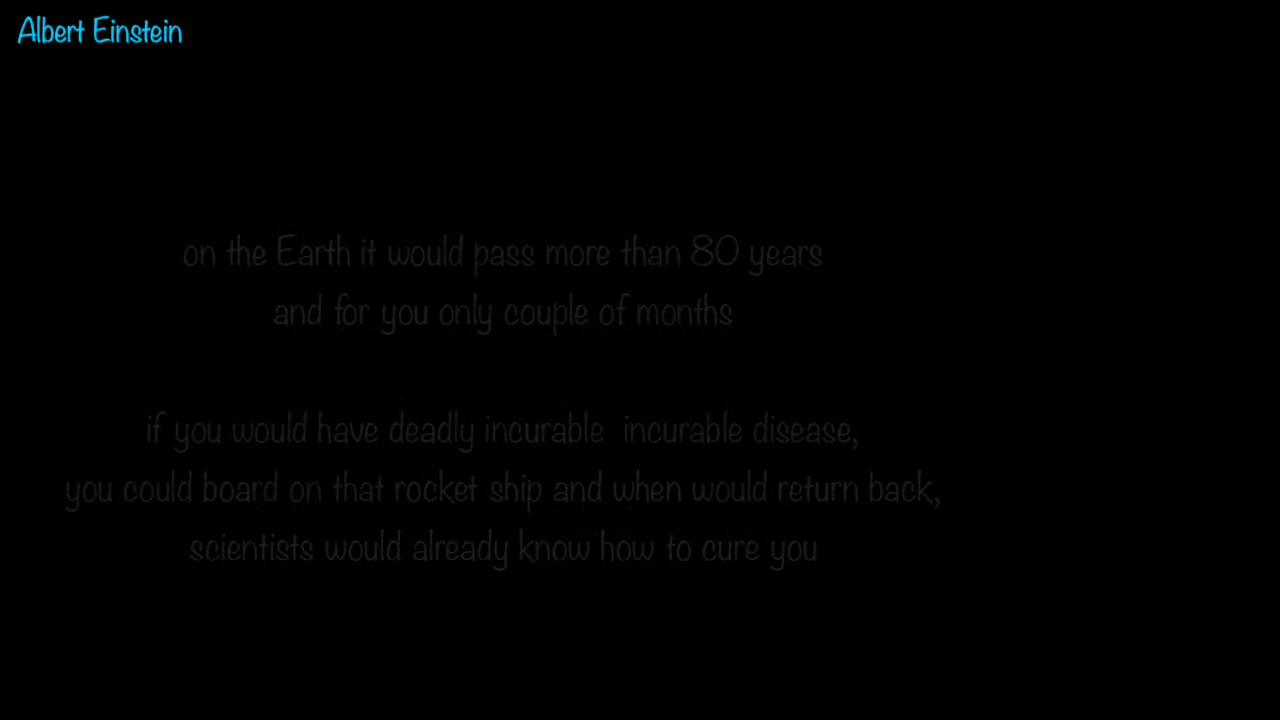 Albert Einstein
on the Earth it would pass more than 80 years
and for you only couple of months
if you would have deadly incurable  incurable disease,
you could board on that rocket ship and when would return back,
scientists would already know how to cure you